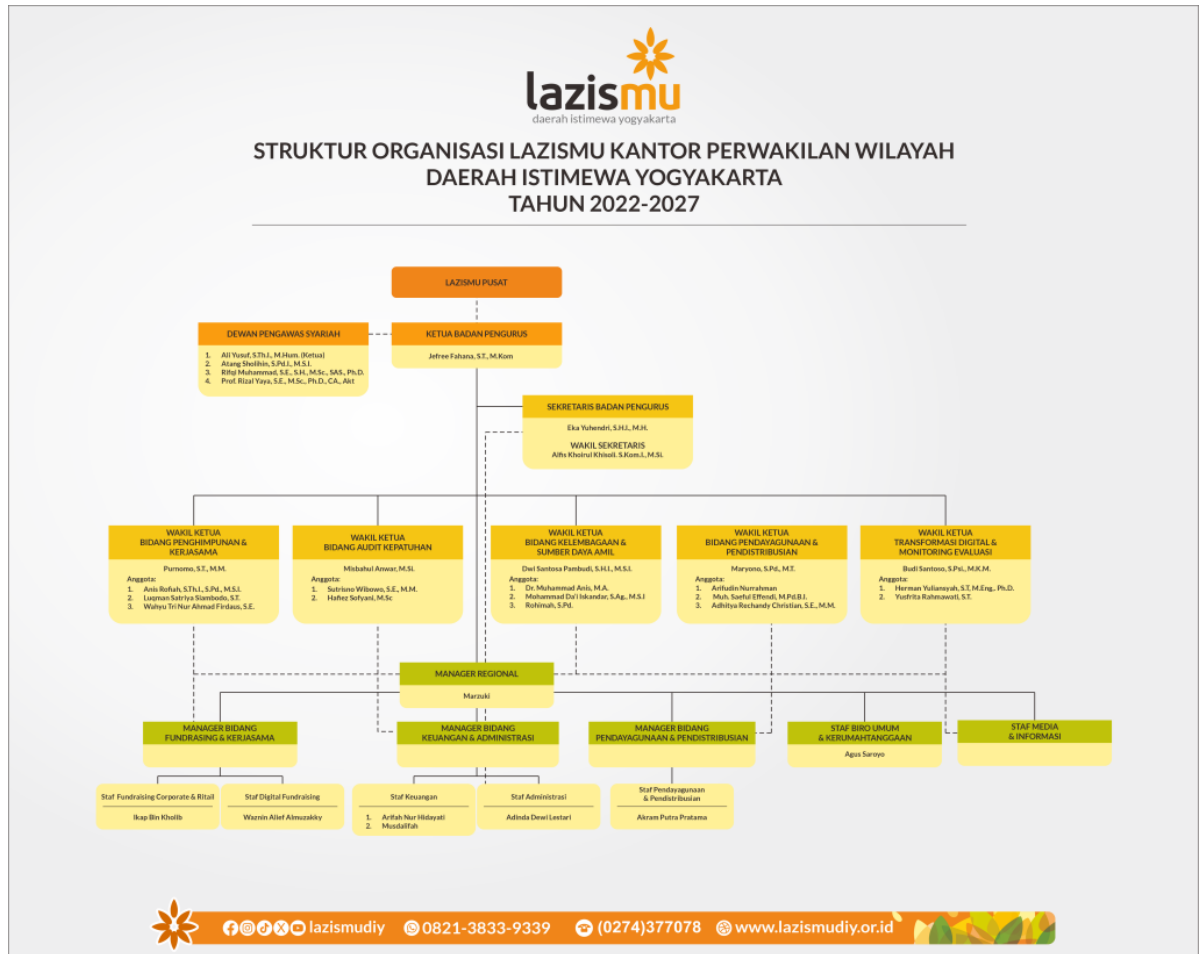 lazismu
daerah istimewa yogyakarta
STRUKTUR ORGANISASI LAZISMU KANTOR PERWAKILAN WILAYAH
DAERAH ISTIMEWA YOGYAKARTA
TAHUN 2022-2027
LAZISMU PUSAT
DEWAN PENGAWAS SYARIAH
1. Ali Yusuf, S.Th.I., M.Hum. (Ketua)
2. Atang Sholihin, S.Pd.I., M.S.I.
3. Rifqi Muhammad, S.E., S.H., M.Sc., SAS., Ph.D.
4. Prof. Rizal Yaya, S.E., M.Sc., Ph.D., CA., Akt
KETUA BADAN PENGURUS
Jefree Fahana, S.T., M.Kom
SEKRETARIS BADAN PENGURUS
Eka Yuhendri, S.H.I., M.H.
WAKIL SEKRETARIS
Alfis Khoirul Khisoli. S.Kom.I., M.Si.
WAKIL KETUA
BIDANG PENGHIMPUNAN &
KERJASAMA
Purnomo, S.T., M.M.
Anggota:
1. Anis Rofiah, S.Th.I., S.Pd., M.S.I.
2. Luqman Satriya Siambodo, S.T.
3. Wahyu Tri Nur Ahmad Firdaus, S.E.
WAKIL KETUA
BIDANG AUDIT KEPATUHAN
Misbahul Anwar, M.Si.
Anggota:
1. Sutrisno Wibowo, S.E., M.M.
2. Hafiez Sofyani, M.Sc
WAKIL KETUA
BIDANG KELEMBAGAAN &
SUMBER DAYA AMIL
Dwi Santosa Pambudi, S.H.I., M.S.I.
Anggota:
1. Dr. Muhammad Anis, M.A.
2. Mohammad Da'i Iskandar, S.Ag., M.S.I
3. Rohimah, S.Pd.
WAKIL KETUA
BIDANG PENDAYAGUNAAN &
PENDISTRIBUSIAN
Maryono, S.Pd., M.T.
Anggota:
1. Arifudin Nurrahman
2. Muh. Saeful Effendi, M.Pd.B.I.
3. Adhitya Rechandy Christian, S.E., M.M.
WAKIL KETUA
TRANSFORMASI DIGITAL &
MONITORING EVALUASI
Budi Santoso, S.Psi., M.K.M.
Anggota:
1. Herman Yuliansyah, S.T, M.Eng., Ph.D.
2. Yusfrita Rahmawati, S.T.
MANAGER REGIONAL
Marzuki
MANAGER BIDANG
FUNDRASING & KERJASAMA
MANAGER BIDANG
KEUANGAN & ADMINISTRASI
MANAGER BIDANG
PENDAYAGUNAAN & PENDISTRIBUSIAN
STAF BIRO UMUM
& KERUMAHTANGGAAN
Agus Saroyo
STAF MEDIA
& INFORMASI
Staf Fundraising Corporate & Ritail
Ikap Bin Kholib
Staf Digital Fundraising
Waznin Alief Almuzakky
Staf Keuangan
1. Arifah Nur Hidayati
2. Musdalifah
Staf Administrasi
Adinda Dewi Lestari
Staf Pendayagunaan
& Pendistribusian
Akram Putra Pratama
lazismudiy 0821-3833-9339 (0274)377078 www.lazismudiy.or.id